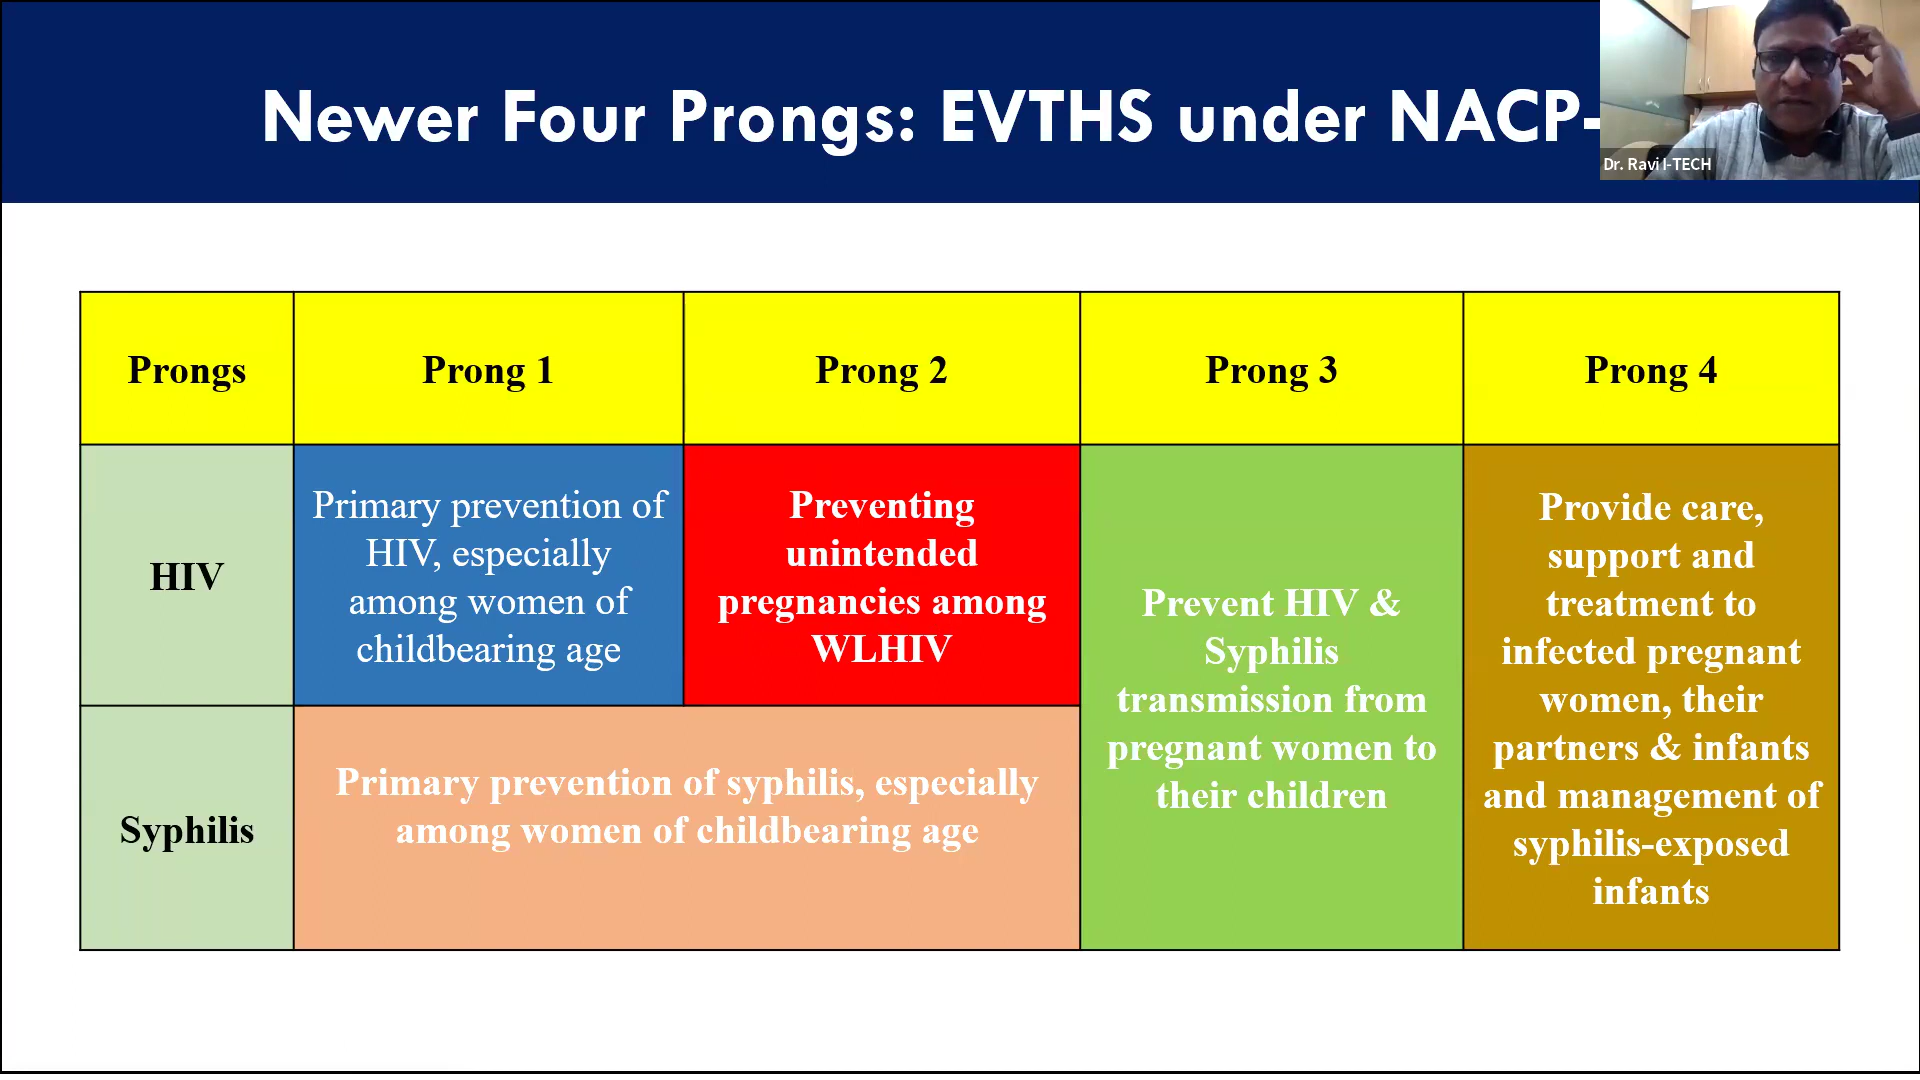 Newer Four Prongs: EVTHS under NACP-
Dr. Ravi I-TECH
Prongs
Prong 1
Prong 2
Prong 3
Prong 4
HIV
Primary prevention of
HIV, especially
among women of
childbearing age
Preventing
unintended
pregnancies among
WLHIV
Prevent HIV &
Syphilis
transmission from
pregnant women to
their children
Provide care,
support and
treatment to
infected pregnant
women, their
partners & infants
and management of
syphilis-exposed
infants
Syphilis
Primary prevention of syphilis, especially
among women of childbearing age